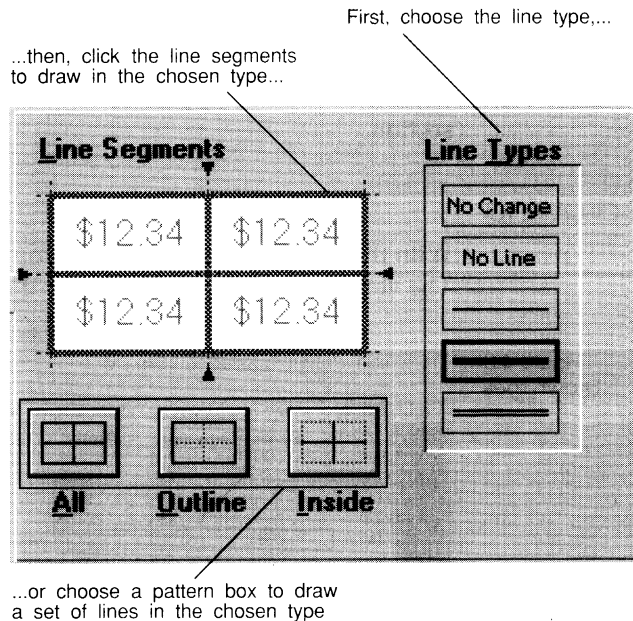 First, choose the line type,...
...then, click the line segments
to draw in the chosen type...
Line Segments
Line Types
$12.34 $12.34
$12.34 $12.34
No Change
No Line
All Outline Inside
...or choose a pattern box to draw
a set of lines in the chosen type